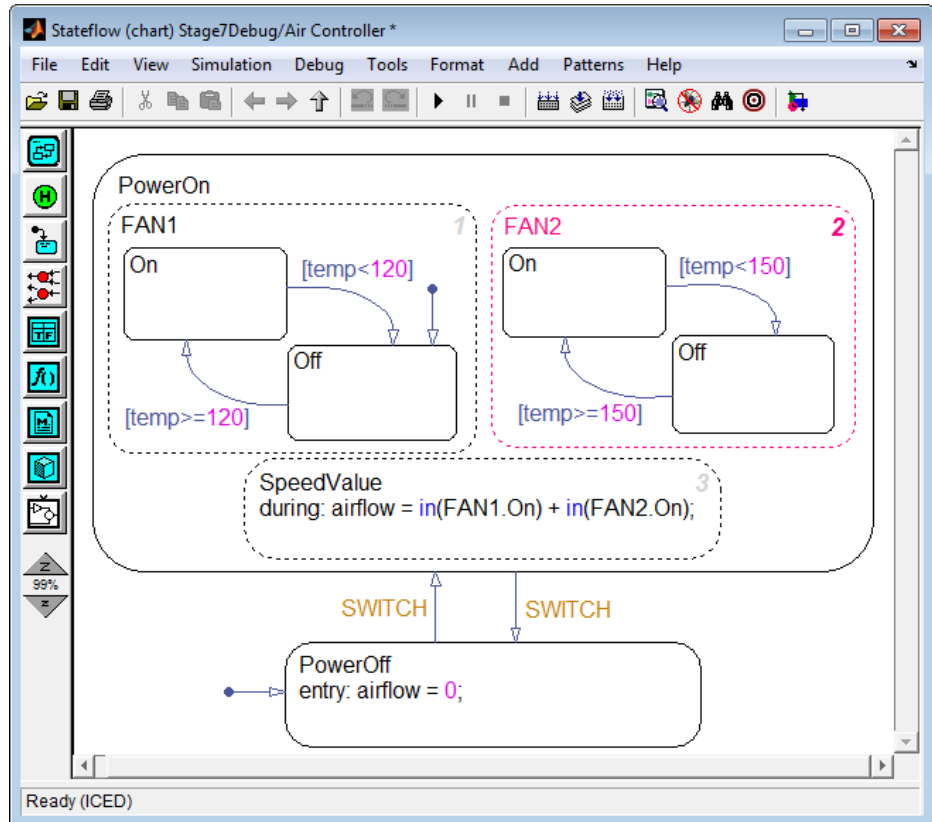 Stateflow (chart) Stage7Debug/Air Controller *
File Edit View Simulation Debug Tools Format Add Patterns Help
PowerOn
FAN1 1 FAN2 2
On [temp<120] On [temp<150]
Off Off
[temp>=120] [temp>=150]
SpeedValue 3
during: airflow = in(FAN1.On) + in(FAN2.On);
SWITCH SWITCH
PowerOff
entry: airflow = 0;
H
TF
f()
M
Z
99%
z
Ready (ICED)